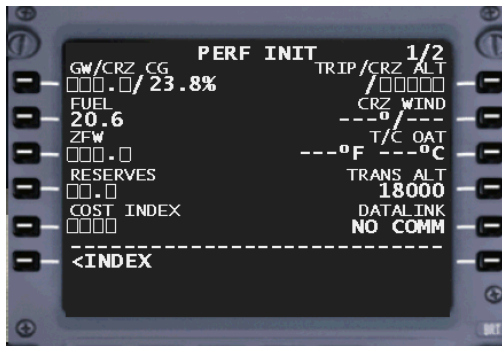 PERF INIT 1/2
GW/CRZ CG TRIP/CRZ ALT
□□□.□/23.8% /□□□□□
FUEL CRZ WIND
20.6 ---°/---
ZFW T/C OAT
□□□.□ ---°F ---°C
RESERVES TRANS ALT
□□.□ 18000
COST INDEX DATALINK
□□□□ NO COMM
--------------------------------
<INDEX
BRT